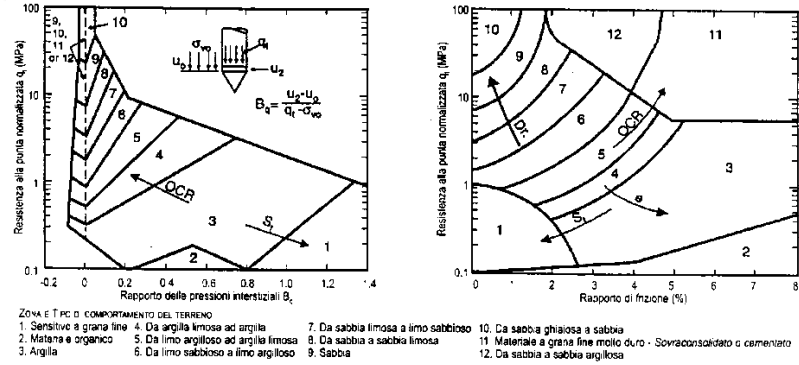 Resistenza alla punta normalizzata qt (MPa)
100
10
1
0.1
9,
10,
11
or 12
10
9
8
7
6
5
4
3
2
1
σvo
qt
uo
u2
Bq = u2-uo / qt-σvo
OCR
St
-0.2 0 0.2 0.4 0.6 0.8 1.0 1.2 1.4
Rapporto delle pressioni interstiziali Bq
Resistenza alla punta normalizzata qt (MPa)
100
10
1
0.1
10
9
8
7
6
5
4
3
2
1
12
11
Dr.
OCR
St
e
0 1 2 3 4 5 6 7 8
Rapporto di frizione (%)
ZONA E T PO D COMPORTAMENTO DEL TERRENO
1. Sensitivo a grana fine 4. Da argilla limosa ad argilla 7. Da sabbia limosa a limo sabbioso 10. Da sabbia ghiaiosa a sabbia
2. Materia e organico 5. Da limo argilloso ad argilla limosa 8. Da sabbia a sabbia limosa 11 Materiale a grana fine molto duro - Sovraconsolidato o cementato
3 Argilla 6. Da limo sabbioso a limo argilloso 9. Sabbia 12. Da sabbia a sabbia argillosa